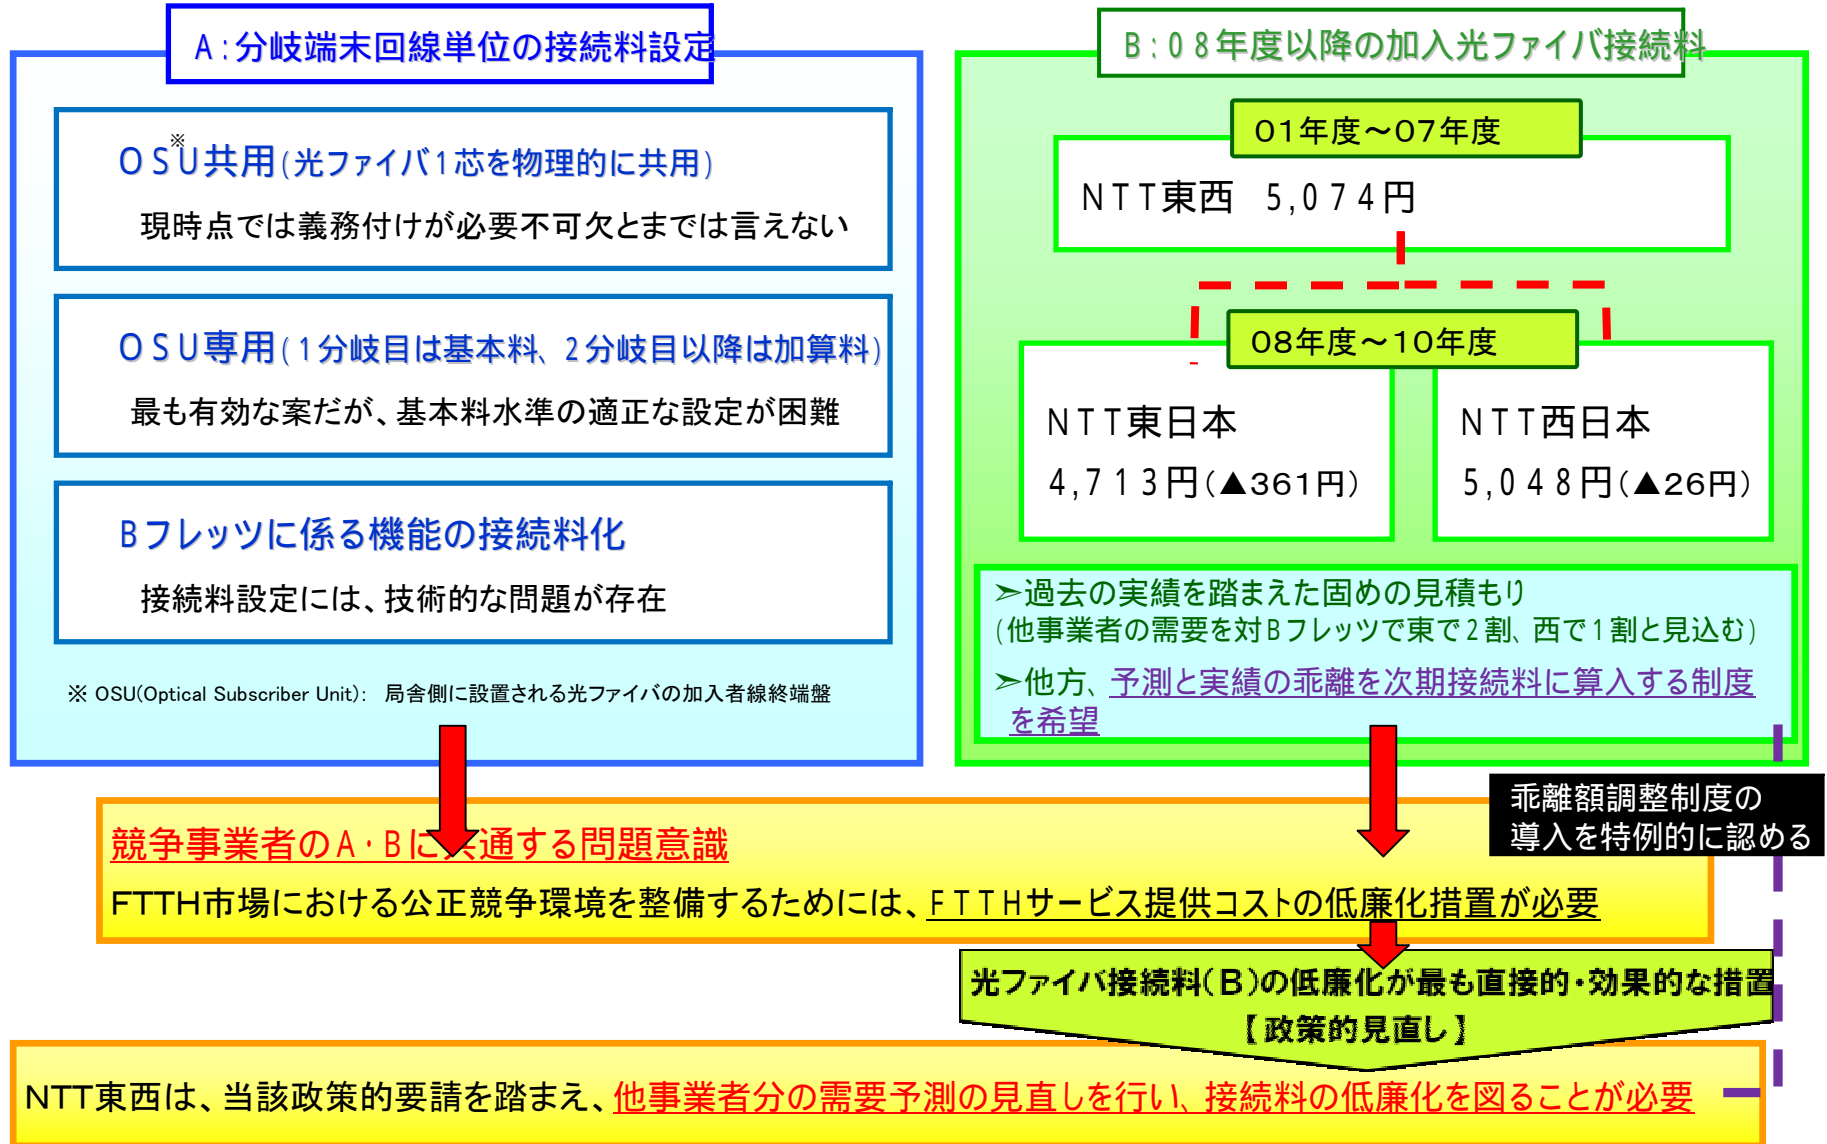 A:分岐端末回線単位の接続料設定
※
OSU共用(光ファイバ1芯を物理的に共用)
現時点では義務付けが必要不可欠とまでは言えない
OSU専用(1分岐目は基本料、2分岐目以降は加算料)
最も有効な案だが、基本料水準の適正な設定が困難
Bフレッツに係る機能の接続料化
接続料設定には、技術的な問題が存在
※ OSU(Optical Subscriber Unit): 局舎側に設置される光ファイバの加入者線終端盤
B:08年度以降の加入光ファイバ接続料
01年度~07年度
NTT東西 5,074円
08年度~10年度
NTT東日本
4,713円(▲361円)
NTT西日本
5,048円(▲26円)
➣過去の実績を踏まえた固めの見積もり
(他事業者の需要を対Bフレッツで東で2割、西で1割と見込む)
➣他方、予測と実績の乖離を次期接続料に算入する制度
を希望
乖離額調整制度の
導入を特例的に認める
競争事業者のA・Bに共通する問題意識
FTTH市場における公正競争環境を整備するためには、FTTHサービス提供コストの低廉化措置が必要
光ファイバ接続料(B)の低廉化が最も直接的・効果的な措置
【政策的見直し】
NTT東西は、当該政策的要請を踏まえ、他事業者分の需要予測の見直しを行い、接続料の低廉化を図ることが必要